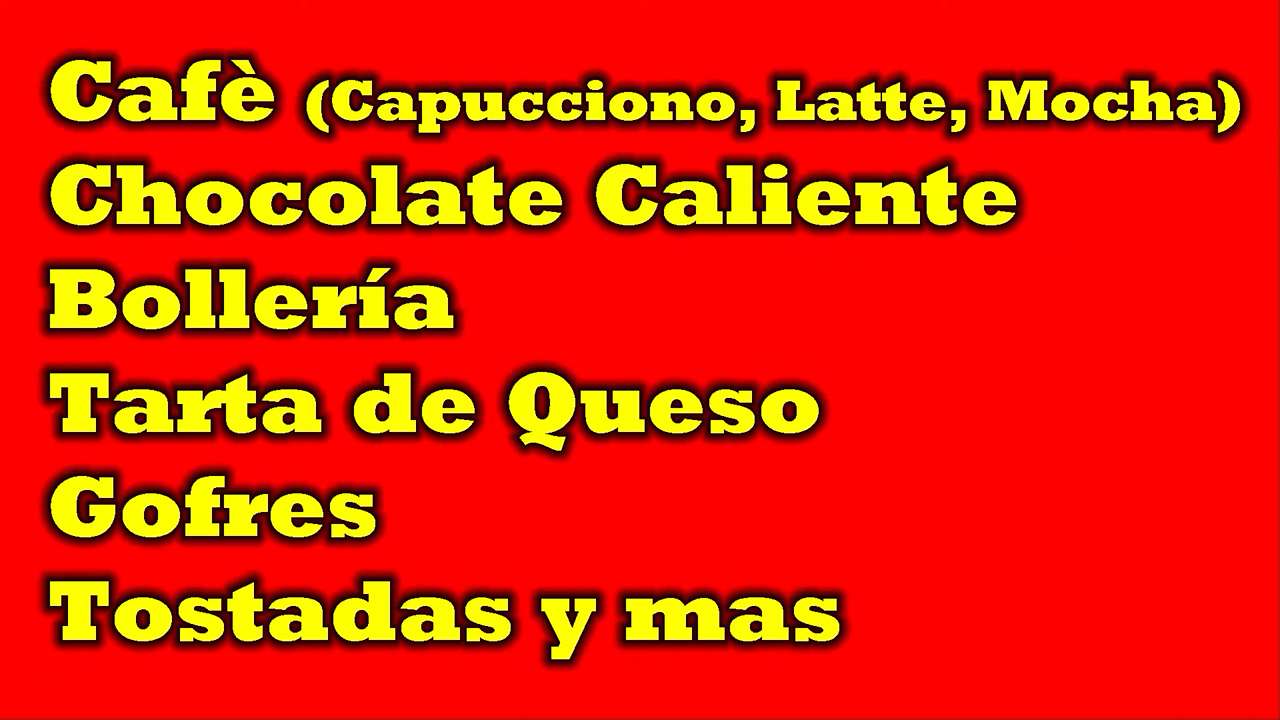 Cafè (Capucciono, Latte, Mocha)
Chocolate Caliente
Bollería
Tarta de Queso
Gofres
Tostadas y mas